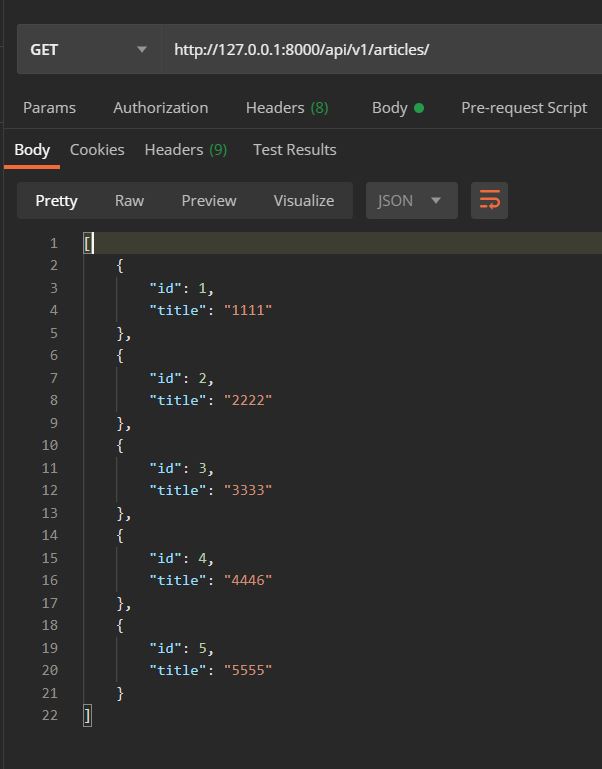 GET http://127.0.0.1:8000/api/v1/articles/
Params Authorization Headers (8) Body Pre-request Script
Body Cookies Headers (9) Test Results
Pretty Raw Preview Visualize JSON
1 [
2 {
3 "id": 1,
4 "title": "1111"
5 },
6 {
7 "id": 2,
8 "title": "2222"
9 },
10 {
11 "id": 3,
12 "title": "3333"
13 },
14 {
15 "id": 4,
16 "title": "4446"
17 },
18 {
19 "id": 5,
20 "title": "5555"
21 }
22 ]